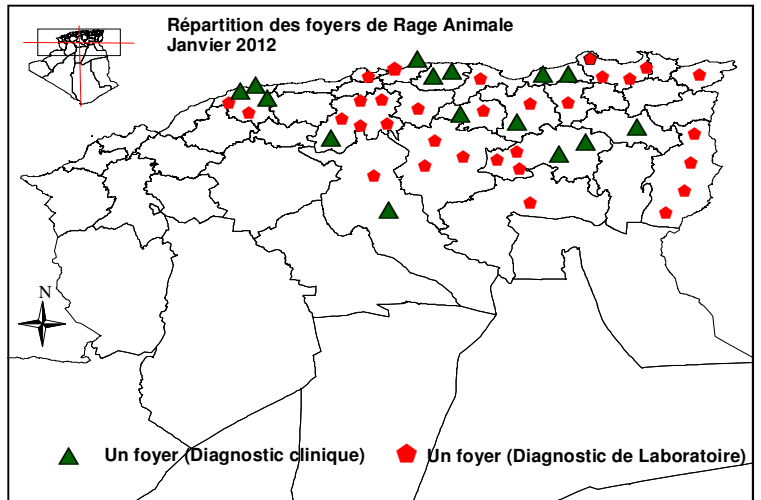 Répartition des foyers de Rage Animale
Janvier 2012
N
Un foyer (Diagnostic clinique)
Un foyer (Diagnostic de Laboratoire)